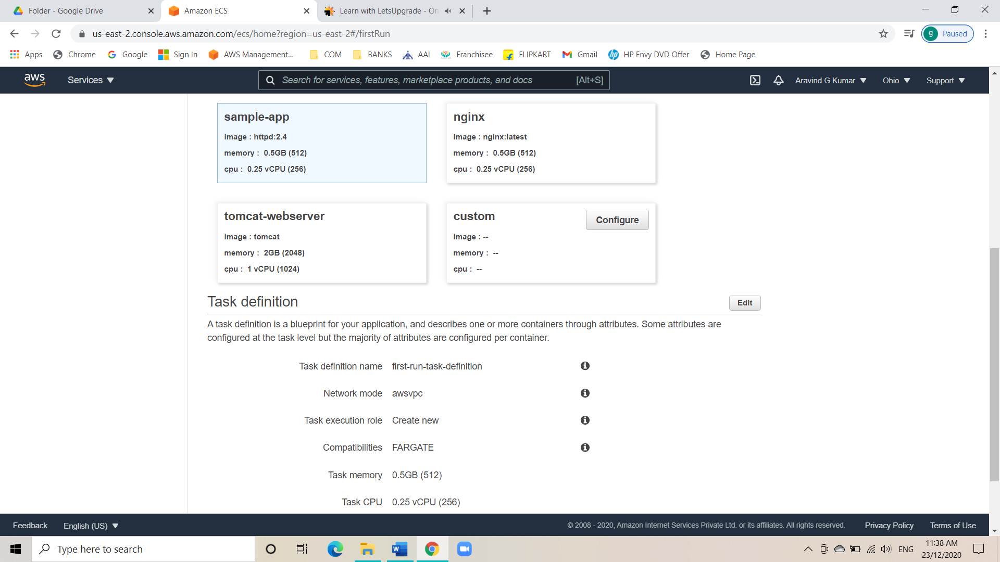 Folder - Google Drive
Amazon ECS
Learn with LetsUpgrade - On
us-east-2.console.aws.amazon.com/ecs/home?region=us-east-2#/firstRun
g Paused
Apps Chrome Google Sign In AWS Management... COM BANKS AAI Franchisee FLIPKART Gmail HP Envy DVD Offer Home Page
aws Services Search for services, features, marketplace products, and docs [Alt+S] Aravind G Kumar Ohio Support
sample-app
image : httpd:2.4
memory : 0.5GB (512)
cpu : 0.25 vCPU (256)
nginx
image : nginx:latest
memory : 0.5GB (512)
cpu : 0.25 vCPU (256)
tomcat-webserver
image : tomcat
memory : 2GB (2048)
cpu : 1 vCPU (1024)
custom
Configure
image : --
memory : --
cpu : --
Task definition
Edit
A task definition is a blueprint for your application, and describes one or more containers through attributes. Some attributes are
configured at the task level but the majority of attributes are configured per container.
Task definition name first-run-task-definition
Network mode awsvpc
Task execution role Create new
Compatibilities FARGATE
Task memory 0.5GB (512)
Task CPU 0.25 vCPU (256)
Feedback English (US) © 2008 - 2020, Amazon Internet Services Private Ltd. or its affiliates. All rights reserved. Privacy Policy Terms of Use
Type here to search
ENG
11:38 AM
23/12/2020